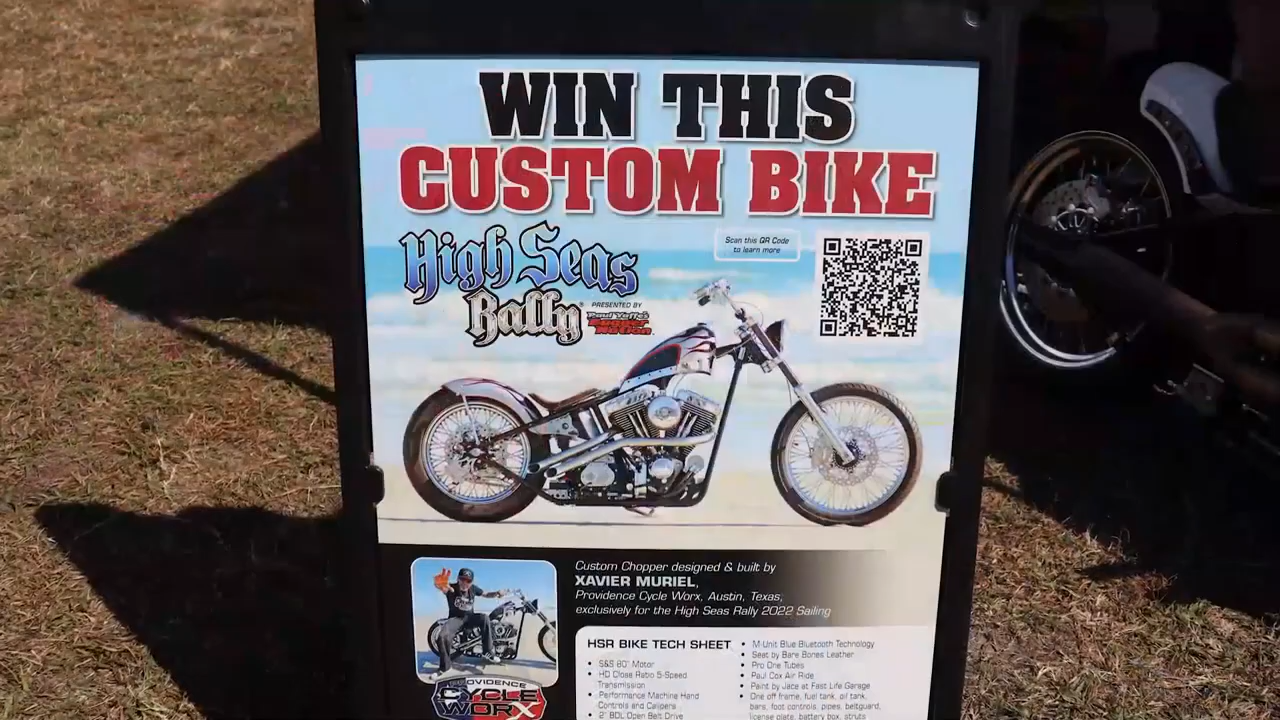 WIN THIS
CUSTOM BIKE
High Seas
Rally®
PRESENTED BY
Paul Yaffe's
Bagger
Nation
Scan this QR Code
to learn more
Custom Chopper designed & built by
XAVIER MURIEL,
Providence Cycle Worx, Austin, Texas,
exclusively for the High Seas Rally 2022 Sailing
PROVIDENCE
CYCLE
WORX
HSR BIKE TECH SHEET
• S&S 80" Motor
• HD Close Ratio 5-Speed
Transmission
• Performance Machine Hand
Controls and Calipers
• 2" BDL Open Belt Drive
• M-Unit Blue Bluetooth Technology
• Seat by Bare Bones Leather
• Pro One Tubes
• Paul Cox Air Ride
• Paint by Jace at Fast Life Garage
• One off frame, fuel tank, oil tank,
bars, foot controls, pipes, beltguard,
license plate, battery box, struts